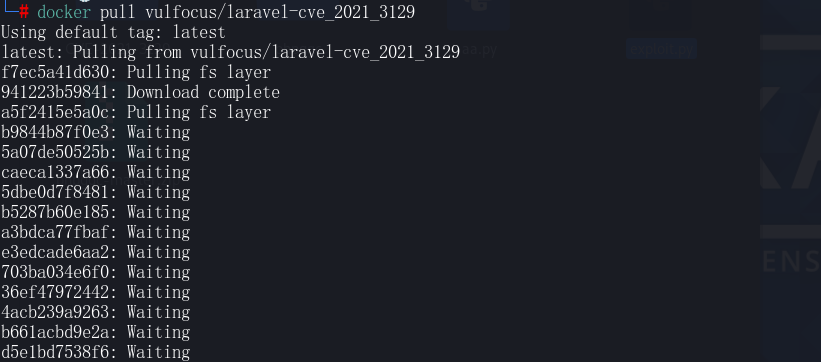 └─# docker pull vulfocus/laravel-cve_2021_3129
Using default tag: latest
latest: Pulling from vulfocus/laravel-cve_2021_3129
f7ec5a41d630: Pulling fs layer
941223b59841: Download complete
a5f2415e5a0c: Pulling fs layer
b9844b87f0e3: Waiting
5a07de50525b: Waiting
caeca1337a66: Waiting
5dbe0d7f8481: Waiting
b5287b60e185: Waiting
a3bdca77fbaf: Waiting
e3edcade6aa2: Waiting
703ba034e6f0: Waiting
36ef47972442: Waiting
4acb239a9263: Waiting
b661acbd9e2a: Waiting
d5e1bd7538f6: Waiting